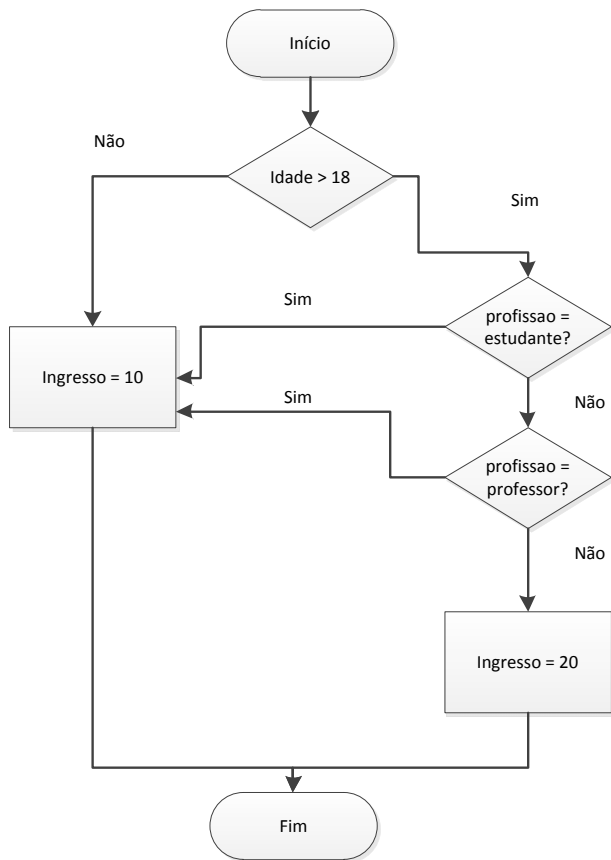 Início
Não
Idade > 18
Sim
Sim
profissao =
estudante?
Ingresso = 10
Sim
Não
profissao =
professor?
Não
Ingresso = 20
Fim